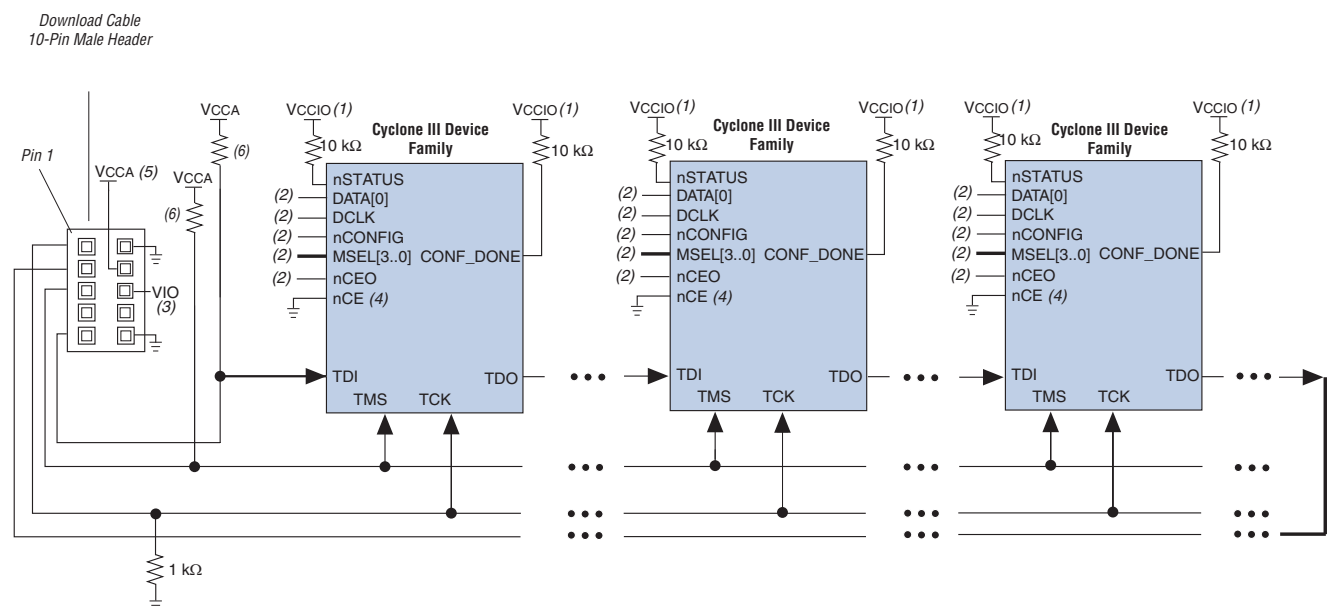 Download Cable
10-Pin Male Header
Pin 1
VCCA (5)
VCCA
(6)
VCCA
(6)
VIO
(3)
1 kΩ
VCCIO (1)
10 kΩ
Cyclone III Device
Family
VCCIO (1)
10 kΩ
nSTATUS
(2) DATA[0]
(2) DCLK
(2) nCONFIG
(2) MSEL[3..0] CONF_DONE
(2) nCEO
nCE (4)
TDI
TDO
TMS TCK
VCCIO (1)
10 kΩ
Cyclone III Device
Family
VCCIO (1)
10 kΩ
nSTATUS
(2) DATA[0]
(2) DCLK
(2) nCONFIG
(2) MSEL[3..0] CONF_DONE
(2) nCEO
nCE (4)
TDI
TDO
TMS TCK
VCCIO (1)
10 kΩ
Cyclone III Device
Family
VCCIO (1)
10 kΩ
nSTATUS
(2) DATA[0]
(2) DCLK
(2) nCONFIG
(2) MSEL[3..0] CONF_DONE
(2) nCEO
nCE (4)
TDI
TDO
TMS TCK